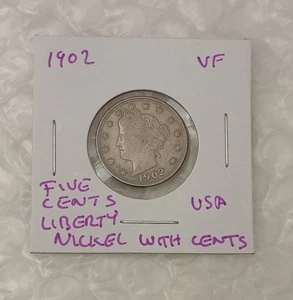 1902 VF
1902
FIVE
CENTS USA
LIBERTY
NICKEL WITH CENTS